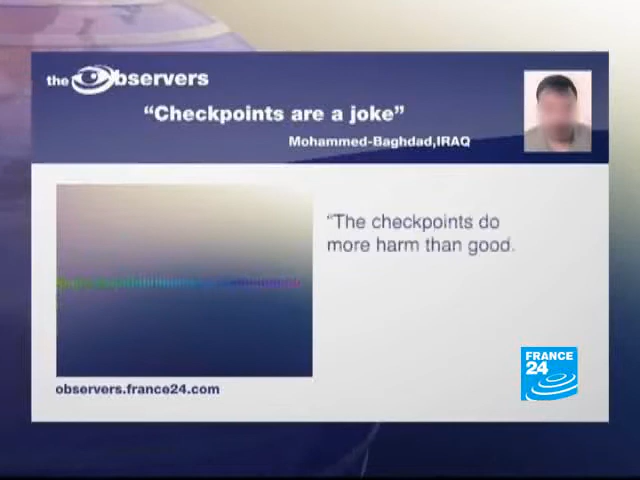 the Observers
"Checkpoints are a joke"
Mohammed-Baghdad,IRAQ
"The checkpoints do
more harm than good.
observers.france24.com
FRANCE
24